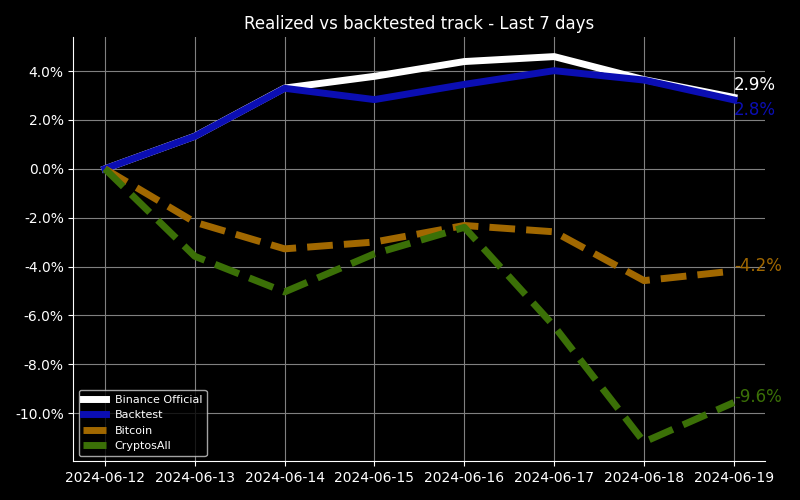 Realized vs backtested track - Last 7 days
4.0%
2.0%
0.0%
-2.0%
-4.0%
-6.0%
-8.0%
-10.0%
2.9%
2.8%
-4.2%
-9.6%
Binance Official
Backtest
Bitcoin
CryptosAll
2024-06-12 2024-06-13 2024-06-14 2024-06-15 2024-06-16 2024-06-17 2024-06-18 2024-06-19